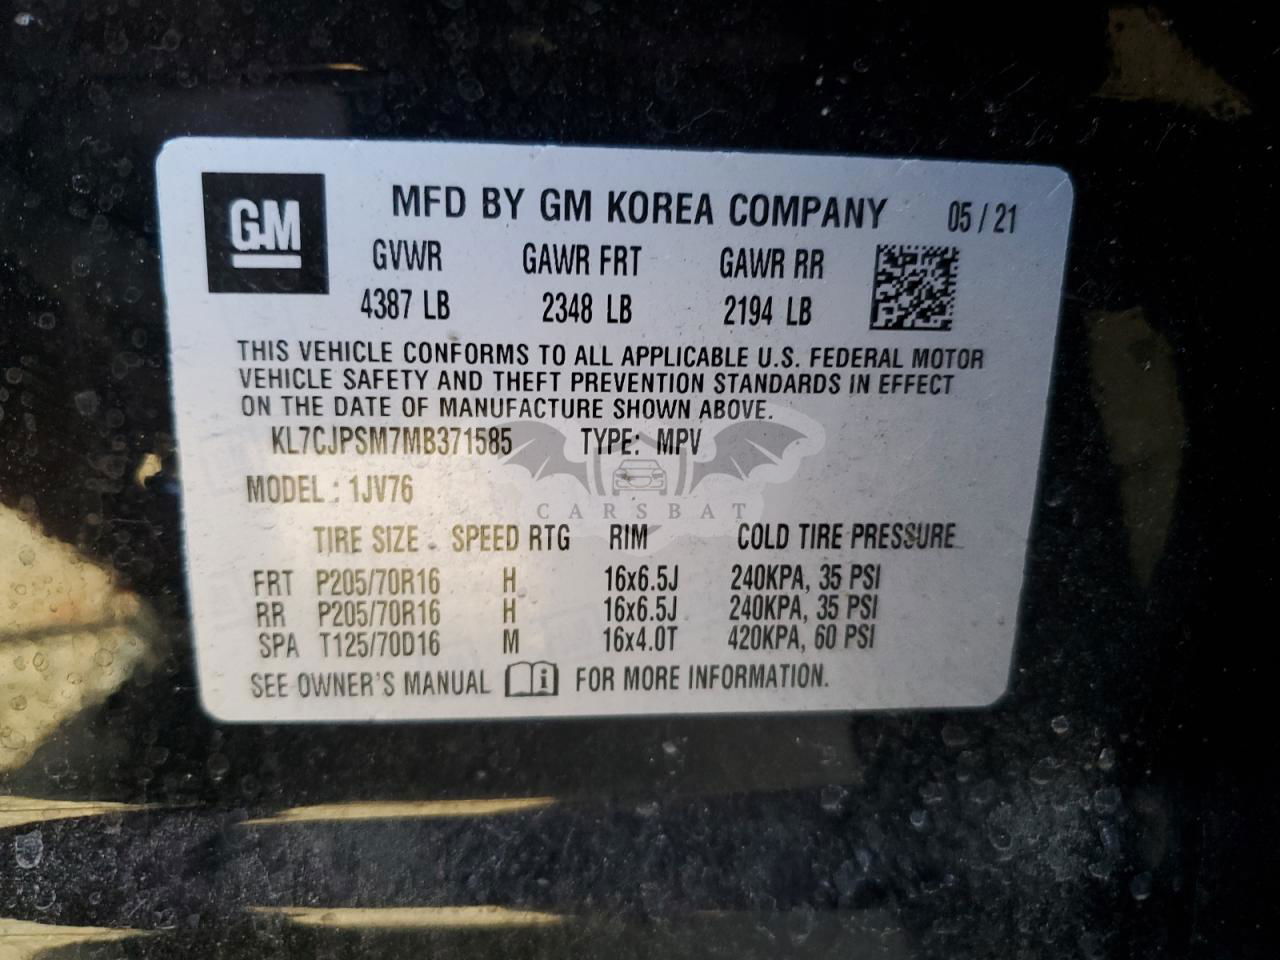 GM
MFD BY GM KOREA COMPANY 05 / 21
GVWR GAWR FRT GAWR RR
4387 LB 2348 LB 2194 LB
THIS VEHICLE CONFORMS TO ALL APPLICABLE U.S. FEDERAL MOTOR
VEHICLE SAFETY AND THEFT PREVENTION STANDARDS IN EFFECT
ON THE DATE OF MANUFACTURE SHOWN ABOVE.
KL7CJPSM7MB371585 TYPE: MPV
MODEL : 1JV76
CARSBAT
TIRE SIZE SPEED RTG RIM COLD TIRE PRESSURE
FRT P205/70R16 H 16x6.5J 240KPA, 35 PSI
RR P205/70R16 H 16x6.5J 240KPA, 35 PSI
SPA T125/70D16 M 16x4.0T 420KPA, 60 PSI
SEE OWNER'S MANUAL i FOR MORE INFORMATION.